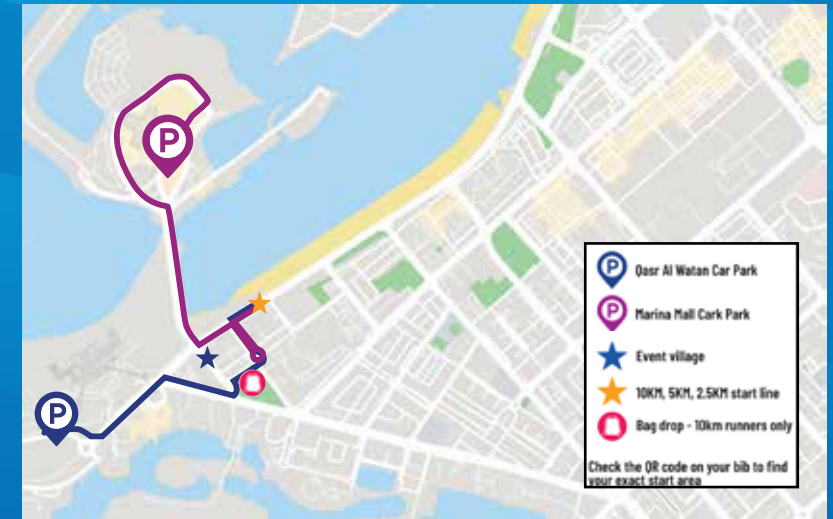 P
P
P
Qasr Al Watan Car Park
P
Marina Mall Cark Park
Event village
10KM, 5KM, 2.5KM start line
Bag drop - 10km runners only
Check the QR code on your bib to find
your exact start area